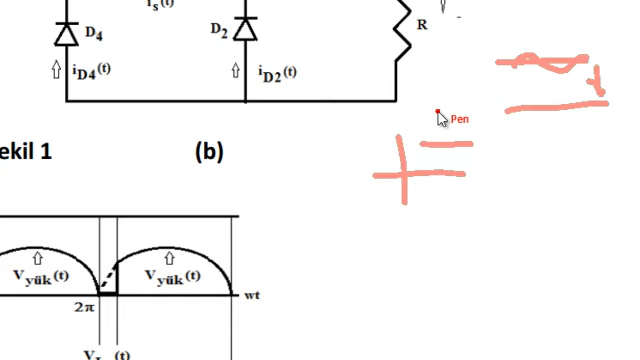 is(t)
D4
D2
R
iD4(t)
iD2(t)
Pen
ekil 1
(b)
Vyük(t)
Vyük(t)
2π
wt
(t)